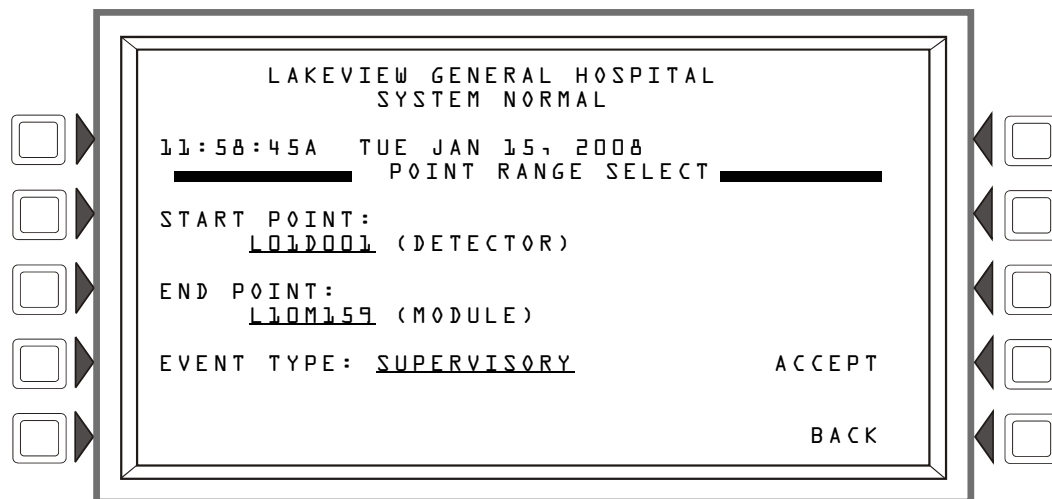 LAKEVIEW GENERAL HOSPITAL
SYSTEM NORMAL
11:58:45A TUE JAN 15, 2008
POINT RANGE SELECT
START POINT:
L01D001 (DETECTOR)
END POINT:
L10M159 (MODULE)
EVENT TYPE: SUPERVISORY ACCEPT
BACK